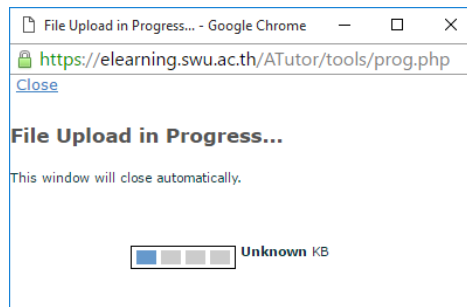 File Upload in Progress... - Google Chrome
https://elearning.swu.ac.th/ATutor/tools/prog.php
Close
File Upload in Progress...
This window will close automatically.
Unknown KB